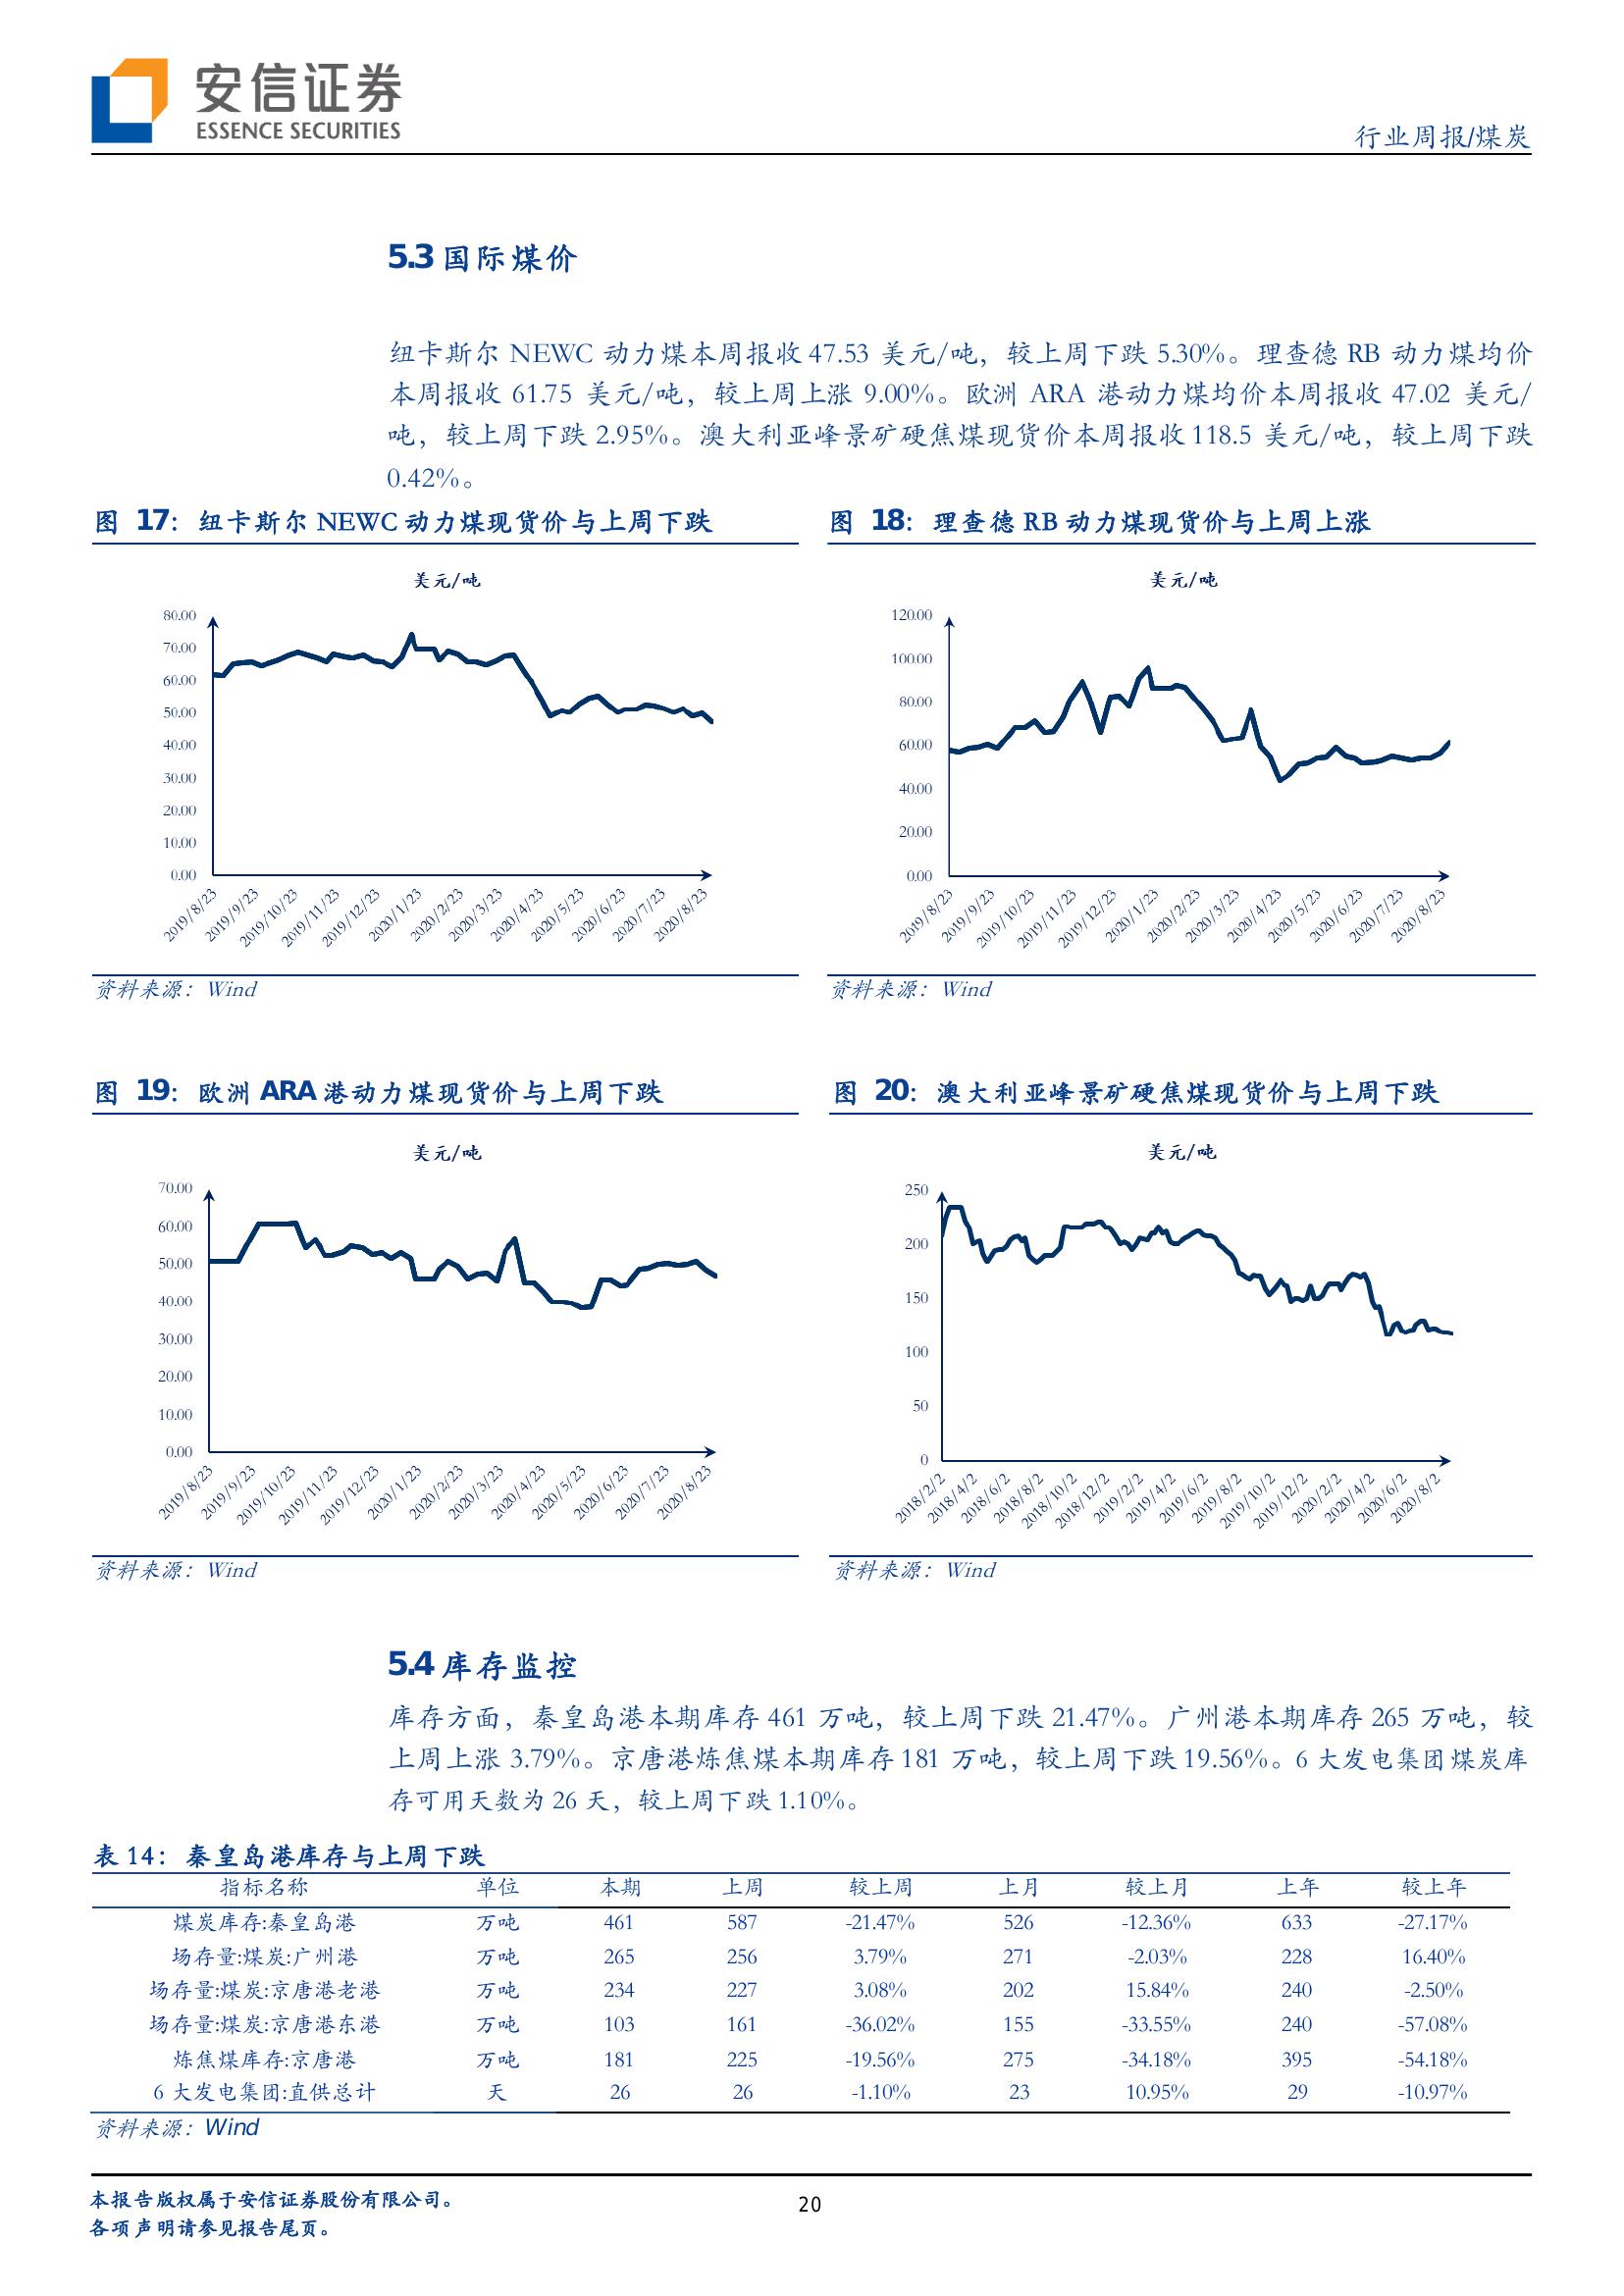 安信证券
ESSENCE SECURITIES
行业周报/煤炭
5.3 国际煤价
纽卡斯尔 NEWC 动力煤本周报收 47.53 美元/吨，较上周下跌 5.30%。理查德 RB 动力煤均价
本周报收 61.75 美元/吨，较上周上涨 9.00%。欧洲 ARA 港动力煤均价本周报收 47.02 美元/
吨，较上周下跌 2.95%。澳大利亚峰景矿硬焦煤现货价本周报收 118.5 美元/吨，较上周下跌
0.42%。
图 17：纽卡斯尔 NEWC 动力煤现货价与上周下跌
美元/吨
80.00
70.00
60.00
50.00
40.00
30.00
20.00
10.00
0.00
2019/8/23
2019/9/23
2019/10/23
2019/11/23
2019/12/23
2020/1/23
2020/2/23
2020/3/23
2020/4/23
2020/5/23
2020/6/23
2020/7/23
2020/8/23
资料来源：Wind
图 18：理查德 RB 动力煤现货价与上周上涨
美元/吨
120.00
100.00
80.00
60.00
40.00
20.00
0.00
2019/8/23
2019/9/23
2019/10/23
2019/11/23
2019/12/23
2020/1/23
2020/2/23
2020/3/23
2020/4/23
2020/5/23
2020/6/23
2020/7/23
2020/8/23
资料来源：Wind
图 19：欧洲 ARA 港动力煤现货价与上周下跌
美元/吨
70.00
60.00
50.00
40.00
30.00
20.00
10.00
0.00
2019/8/23
2019/9/23
2019/10/23
2019/11/23
2019/12/23
2020/1/23
2020/2/23
2020/3/23
2020/4/23
2020/5/23
2020/6/23
2020/7/23
2020/8/23
资料来源：Wind
图 20：澳大利亚峰景矿硬焦煤现货价与上周下跌
美元/吨
250
200
150
100
50
0
2018/2/2
2018/4/2
2018/6/2
2018/8/2
2018/10/2
2018/12/2
2019/2/2
2019/4/2
2019/6/2
2019/8/2
2019/10/2
2019/12/2
2020/2/2
2020/4/2
2020/6/2
2020/8/2
资料来源：Wind
5.4 库存监控
库存方面，秦皇岛港本期库存 461 万吨，较上周下跌 21.47%。广州港本期库存 265 万吨，较
上周上涨 3.79%。京唐港炼焦煤本期库存 181 万吨，较上周下跌 19.56%。6 大发电集团煤炭库
存可用天数为 26 天，较上周下跌 1.10%。
表 14：秦皇岛港库存与上周下跌
指标名称 单位 本期 上周 较上周 上月 较上月 上年 较上年
煤炭库存:秦皇岛港 万吨 461 587 -21.47% 526 -12.36% 633 -27.17%
场存量:煤炭:广州港 万吨 265 256 3.79% 271 -2.03% 228 16.40%
场存量:煤炭:京唐港老港 万吨 234 227 3.08% 202 15.84% 240 -2.50%
场存量:煤炭:京唐港东港 万吨 103 161 -36.02% 155 -33.55% 240 -57.08%
炼焦煤库存:京唐港 万吨 181 225 -19.56% 275 -34.18% 395 -54.18%
6 大发电集团:直供总计 天 26 26 -1.10% 23 10.95% 29 -10.97%
资料来源：Wind
本报告版权属于安信证券股份有限公司。
各项声明请参见报告尾页。
20